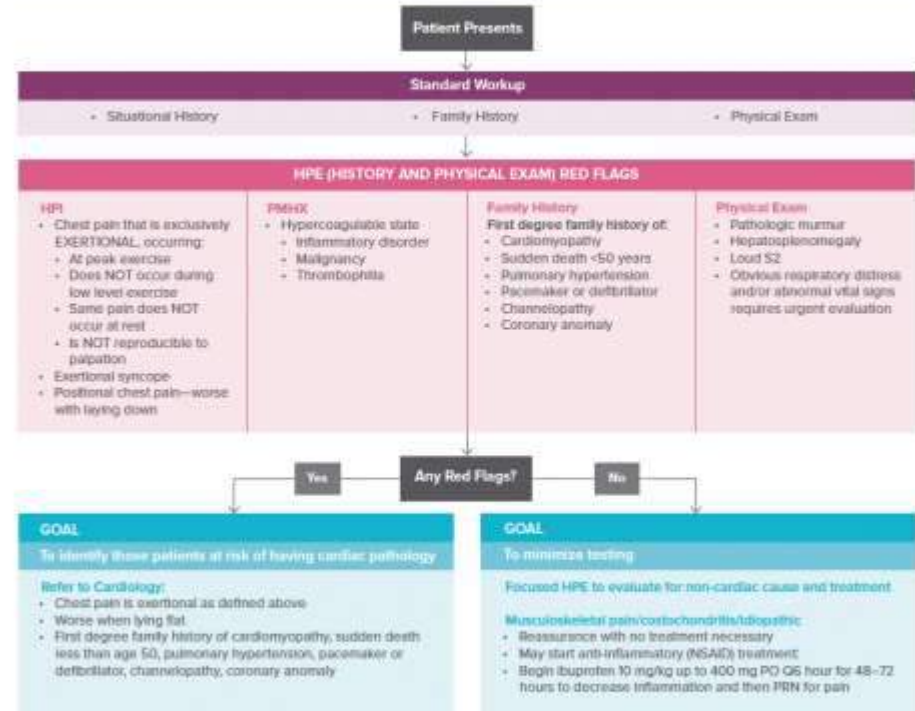 Patient Presents
Standard Workup
• Situational History
• Family History
• Physical Exam
HPE (HISTORY AND PHYSICAL EXAM) RED FLAGS
HPI
• Chest pain that is exclusively
EXERTIONAL, occurring:
• At peak exercise
• Does NOT occur during
low level exercise
• Same pain does NOT
occur at rest
• Is NOT reproducible to
palpation
• Exertional syncope
• Positional chest pain—worse
with laying down
PMHX
• Hypercoagulable state
• Inflammatory disorder
• Malignancy
• Thrombophilia
Family History
First degree family history of:
• Cardiomyopathy
• Sudden death <50 years
• Pulmonary hypertension
• Pacemaker or defibrillator
• Channelopathy
• Coronary anomaly
Physical Exam
• Pathologic murmur
• Hepatosplenomegaly
• Loud S2
• Obvious respiratory distress
and/or abnormal vital signs
requires urgent evaluation
Yes
Any Red Flags?
No
GOAL
To identify those patients at risk of having cardiac pathology
Refer to Cardiology:
• Chest pain is exertional as defined above
• Worse when lying flat
• First degree family history of cardiomyopathy, sudden death
less than age 50, pulmonary hypertension, pacemaker or
defibrillator, channelopathy, coronary anomaly
GOAL
To minimize testing
Focused HPE to evaluate for non-cardiac cause and treatment
Musculoskeletal pain/costochondritis/idiopathic
• Reassurance with no treatment necessary
• May start anti-inflammatory (NSAID) treatment:
• Begin ibuprofen 10 mg/kg up to 400 mg PO Q6 hour for 48–72
hours to decrease inflammation and then PRN for pain